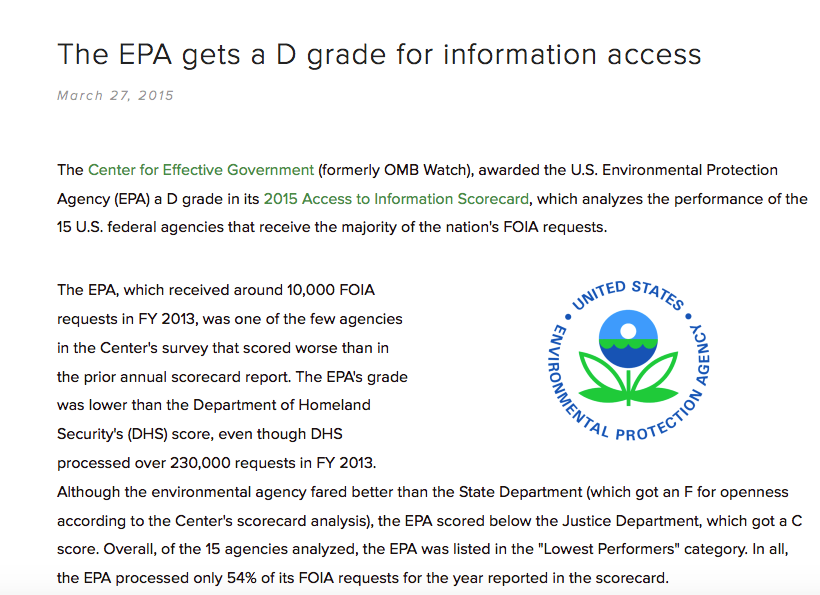 The EPA gets a D grade for information access
March 27, 2015
The Center for Effective Government (formerly OMB Watch), awarded the U.S. Environmental Protection
Agency (EPA) a D grade in its 2015 Access to Information Scorecard, which analyzes the performance of the
15 U.S. federal agencies that receive the majority of the nation's FOIA requests.
The EPA, which received around 10,000 FOIA
requests in FY 2013, was one of the few agencies
in the Center's survey that scored worse than in
the prior annual scorecard report. The EPA's grade
was lower than the Department of Homeland
Security's (DHS) score, even though DHS
processed over 230,000 requests in FY 2013.
UNITED STATES
ENVIRONMENTAL PROTECTION AGENCY
Although the environmental agency fared better than the State Department (which got an F for openness
according to the Center's scorecard analysis), the EPA scored below the Justice Department, which got a C
score. Overall, of the 15 agencies analyzed, the EPA was listed in the "Lowest Performers" category. In all,
the EPA processed only 54% of its FOIA requests for the year reported in the scorecard.